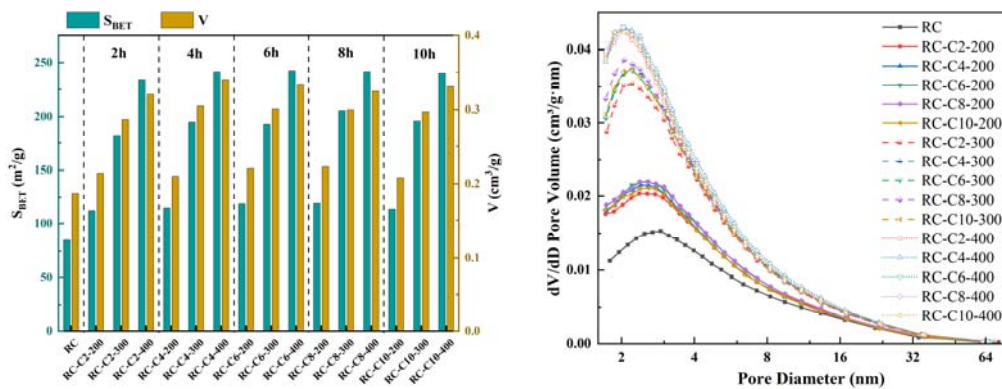 S_BET V
2h 4h 6h 8h 10h
S_BET (m²/g)
250
200
150
100
50
0
V (cm³/g)
0.4
0.3
0.2
0.1
0.0
RC
RC-C2-200
RC-C2-300
RC-C2-400
RC-C4-200
RC-C4-300
RC-C4-400
RC-C6-200
RC-C6-300
RC-C6-400
RC-C8-200
RC-C8-300
RC-C8-400
RC-C10-200
RC-C10-300
RC-C10-400
dV/dD Pore Volume (cm³/g·nm)
0.04
0.03
0.02
0.01
0.00
2 4 8 16 32 64
Pore Diameter (nm)
RC
RC-C2-200
RC-C4-200
RC-C6-200
RC-C8-200
RC-C10-200
RC-C2-300
RC-C4-300
RC-C6-300
RC-C8-300
RC-C10-300
RC-C2-400
RC-C4-400
RC-C6-400
RC-C8-400
RC-C10-400